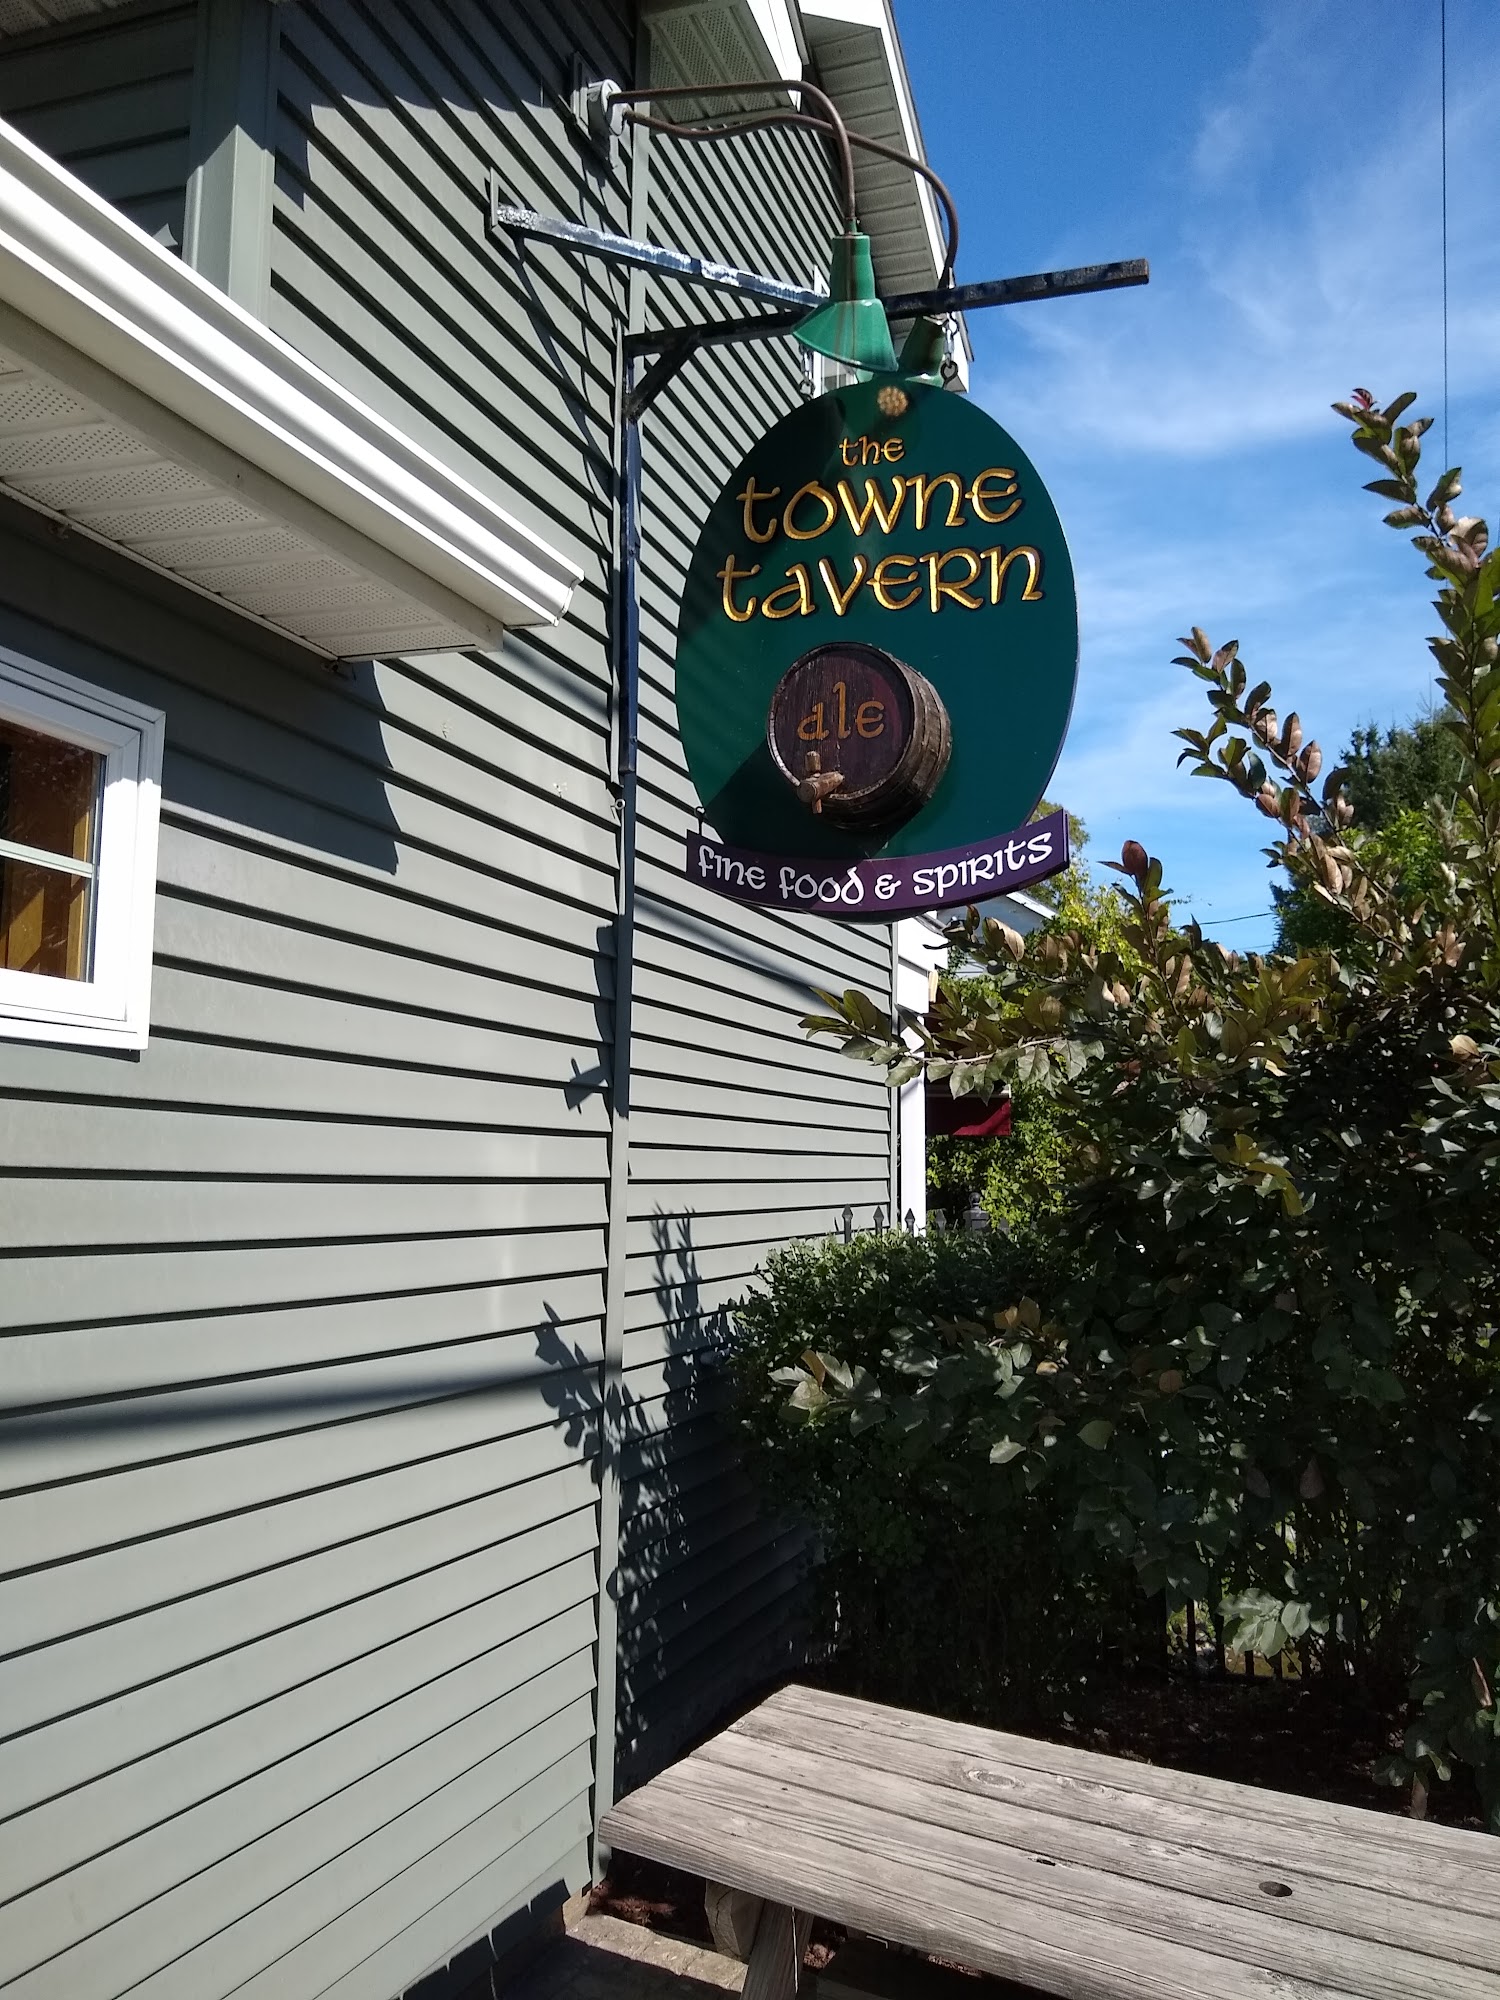 the
towne
tavern
ale
fine food & spirits